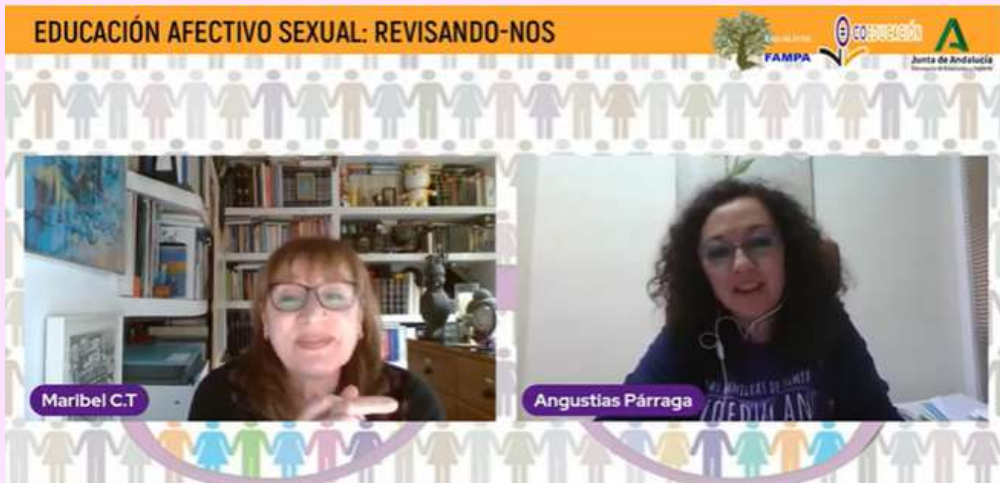 EDUCACIÓN AFECTIVO SEXUAL: REVISANDO-NOS
FAMPA
COEDUCACIÓN
Junta de Andalucía
Maribel C.T
Angustias Párraga